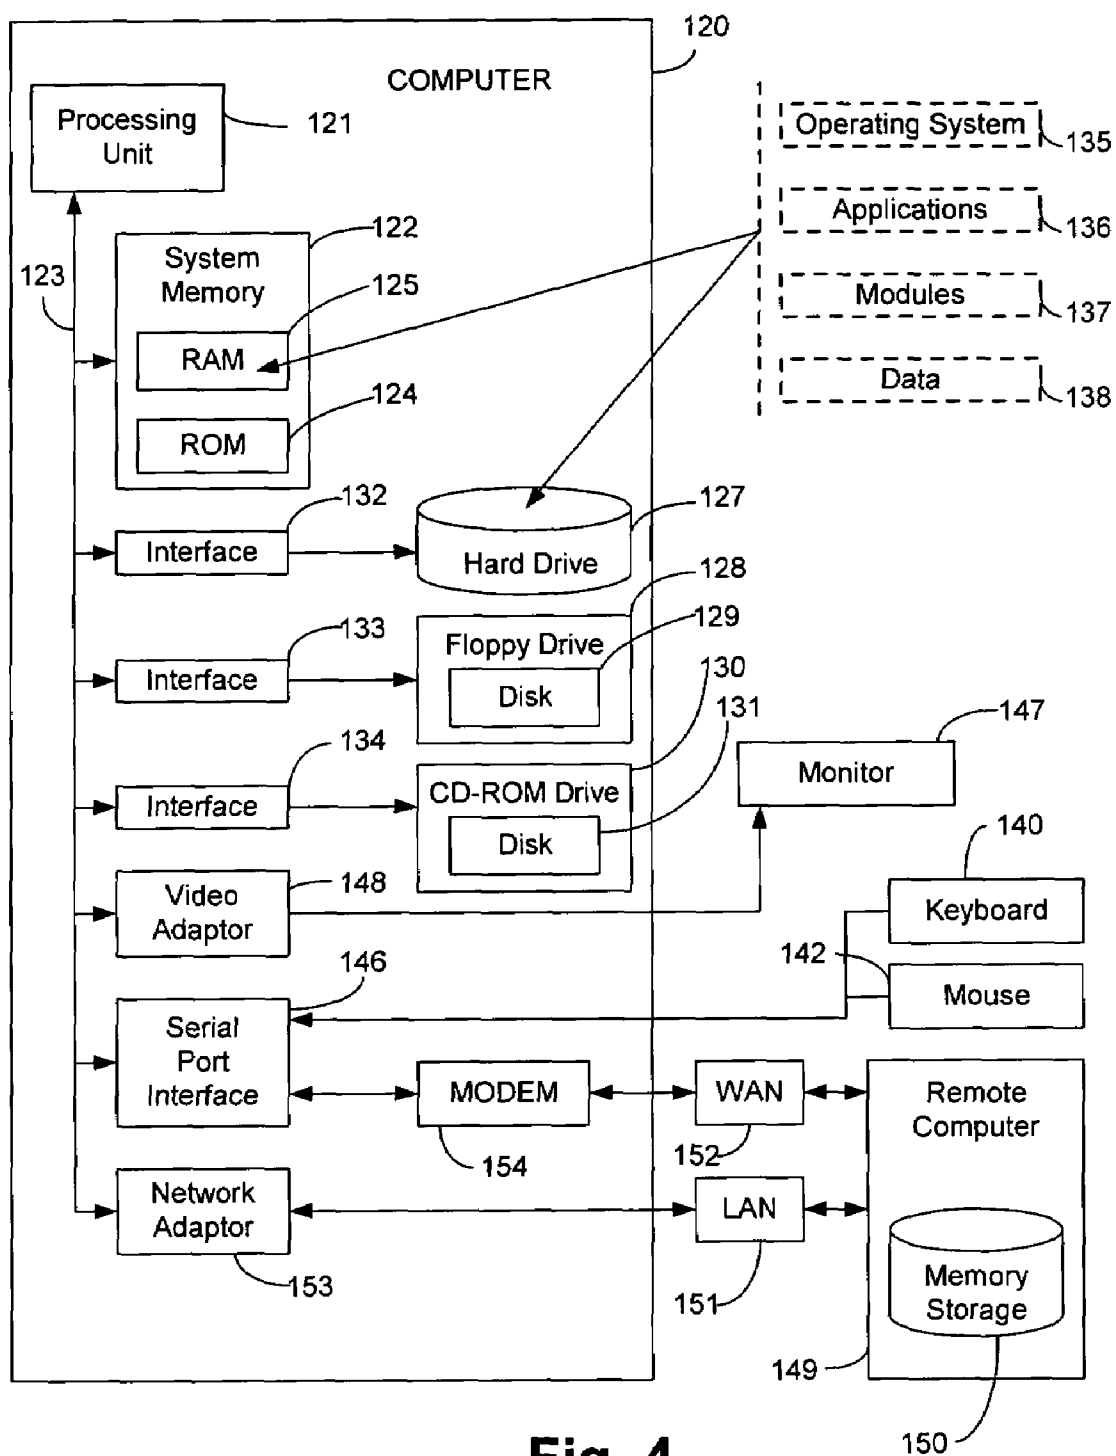 120
COMPUTER
Processing
Unit
121
Operating System
135
Applications
136
Modules
137
Data
138
122
System
Memory
123
125
RAM
124
ROM
132
Interface
127
Hard Drive
128
133
129
Interface
Floppy Drive
Disk
130
131
134
Interface
CD-ROM Drive
Disk
147
Monitor
148
Video
Adaptor
140
Keyboard
142
Mouse
146
Serial
Port
Interface
MODEM
154
WAN
152
Remote
Computer
Network
Adaptor
153
LAN
151
Memory
Storage
149
150
Fig. 4